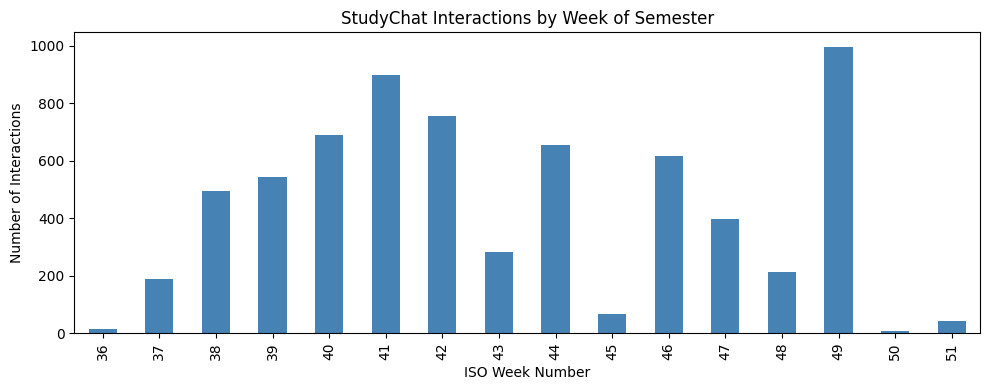 StudyChat Interactions by Week of Semester
Number of Interactions
1000
800
600
400
200
0
36 37 38 39 40 41 42 43 44 45 46 47 48 49 50 51
ISO Week Number